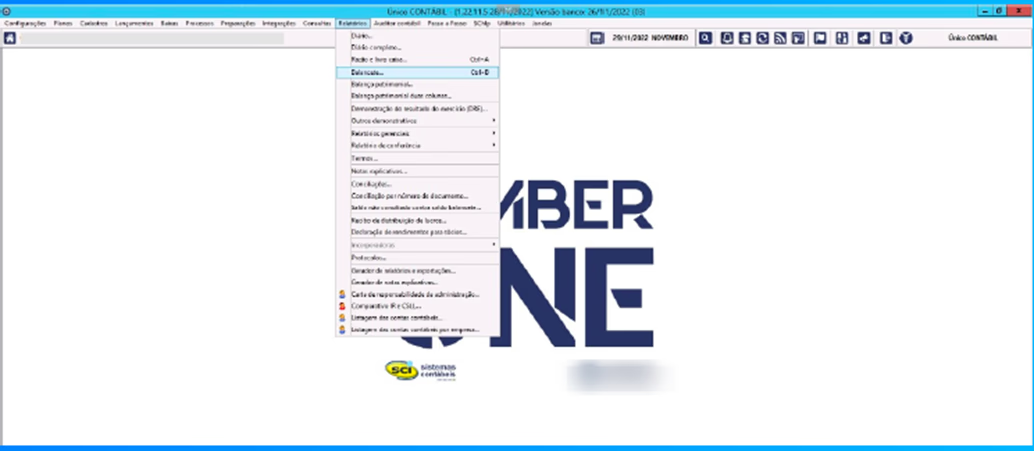 Único CONTÁBIL - [1.22.11.5 28/11/2022] Versão banco: 26/11/2022 (03)
Configurações Planos Cadastros Lançamentos Baixas Processos Preparações Integrações Consultas Relatórios Auditor contábil Passo a Passo SChlp Utilitários Janelas
29/11/2022 NOVEMBRO Único CONTÁBIL
Diário...
Diário completo...
Razão e livro caixa... Ctrl+A
Balancete... Ctrl+B
Balanço patrimonial...
Balanço patrimonial duas colunas...
Demonstração do resultado do exercício (DRE)...
Outros demonstrativos
Relatórios gerenciais
Relatório de conferência
Termos...
Notas explicativas...
Conciliações...
Conciliação por número de documento...
Saldo não conciliado contra saldo balancete...
Recibo de distribuição de lucros...
Declaração de rendimentos para sócios...
Incorporadoras
Protocolos...
Gerador de relatórios e exportações...
Gerador de notas explicativas...
Carta de responsabilidade da administração...
Comparativo IR e CSLL...
Listagem das contas contábeis...
Listagem das contas contábeis por empresa...
MBER
NE
SCI sistemas
contábeis